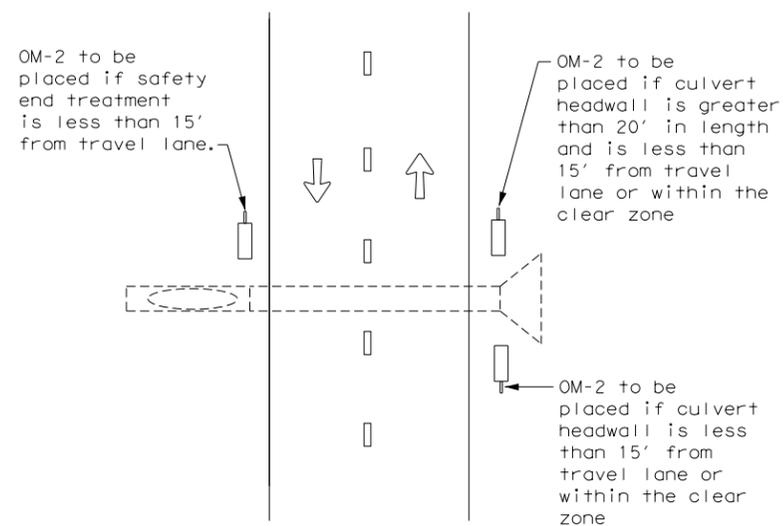 OM-2 to be
placed if safety
end treatment
is less than 15'
from travel lane.
OM-2 to be
placed if culvert
headwall is greater
than 20' in length
and is less than
15' from travel
lane or within the
clear zone
OM-2 to be
placed if culvert
headwall is less
than 15' from
travel lane or
within the clear
zone